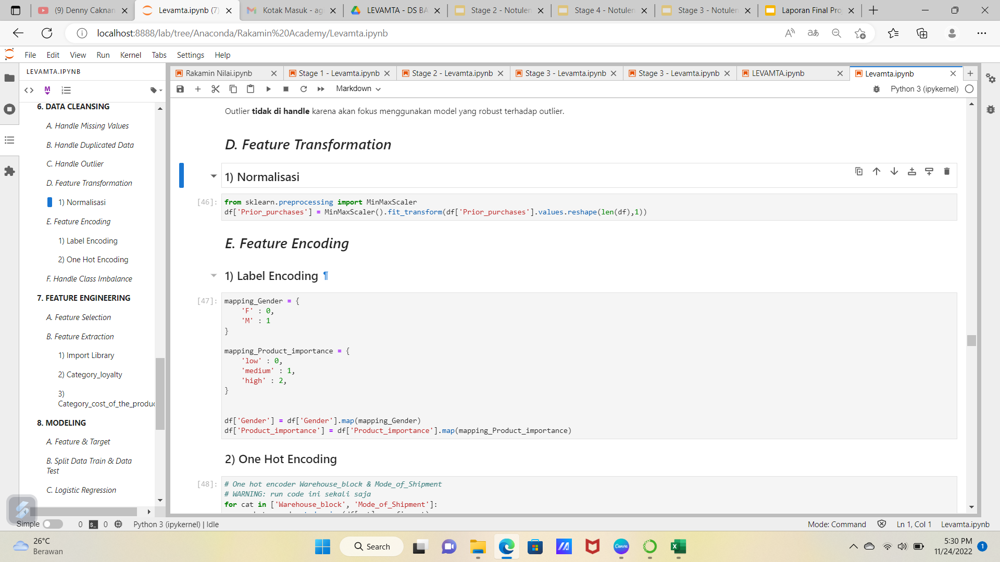 (9) Denny Caknan
Levamta.ipynb (7)
Kotak Masuk - ag
LEVAMTA - DS BA
Stage 2 - Notulen
Stage 4 - Notulen
Stage 3 - Notulen
Laporan Final Pro
localhost:8888/lab/tree/Anaconda/Rakamin%20Academy/Levamta.ipynb
File Edit View Run Kernel Tabs Settings Help
LEVAMTA.IPYNB
6. DATA CLEANSING
A. Handle Missing Values
B. Handle Duplicated Data
C. Handle Outlier
D. Feature Transformation
1) Normalisasi
E. Feature Encoding
1) Label Encoding
2) One Hot Encoding
F. Handle Class Imbalance
7. FEATURE ENGINEERING
A. Feature Selection
B. Feature Extraction
1) Import Library
2) Category_loyalty
3)
Category_cost_of_the_produc
8. MODELING
A. Feature & Target
B. Split Data Train & Data
Test
C. Logistic Regression
Rakamin Nilai.ipynb
Stage 1 - Levamta.ipynb
Stage 2 - Levamta.ipynb
Stage 3 - Levamta.ipynb
Stage 3 - Levamta.ipynb
LEVAMTA.ipynb
Levamta.ipynb
Markdown
Python 3 (ipykernel)
Outlier tidak di handle karena akan fokus menggunakan model yang robust terhadap outlier.
D. Feature Transformation
1) Normalisasi
[46]:
from sklearn.preprocessing import MinMaxScaler
df['Prior_purchases'] = MinMaxScaler().fit_transform(df['Prior_purchases'].values.reshape(len(df),1))
E. Feature Encoding
1) Label Encoding ¶
[47]:
mapping_Gender = {
'F' : 0,
'M' : 1
}
mapping_Product_importance = {
'low' : 0,
'medium' : 1,
'high' : 2,
}
df['Gender'] = df['Gender'].map(mapping_Gender)
df['Product_importance'] = df['Product_importance'].map(mapping_Product_importance)
2) One Hot Encoding
[48]:
# One hot encoder Warehouse_block & Mode_of_Shipment
# WARNING: run code ini sekali saja
for cat in ['Warehouse_block', 'Mode_of_Shipment']:
Simple 0 0 Python 3 (ipykernel) | Idle
Mode: Command Ln 1, Col 1 Levamta.ipynb
26°C
Berawan
Search
Canva
5:30 PM
11/24/2022
1